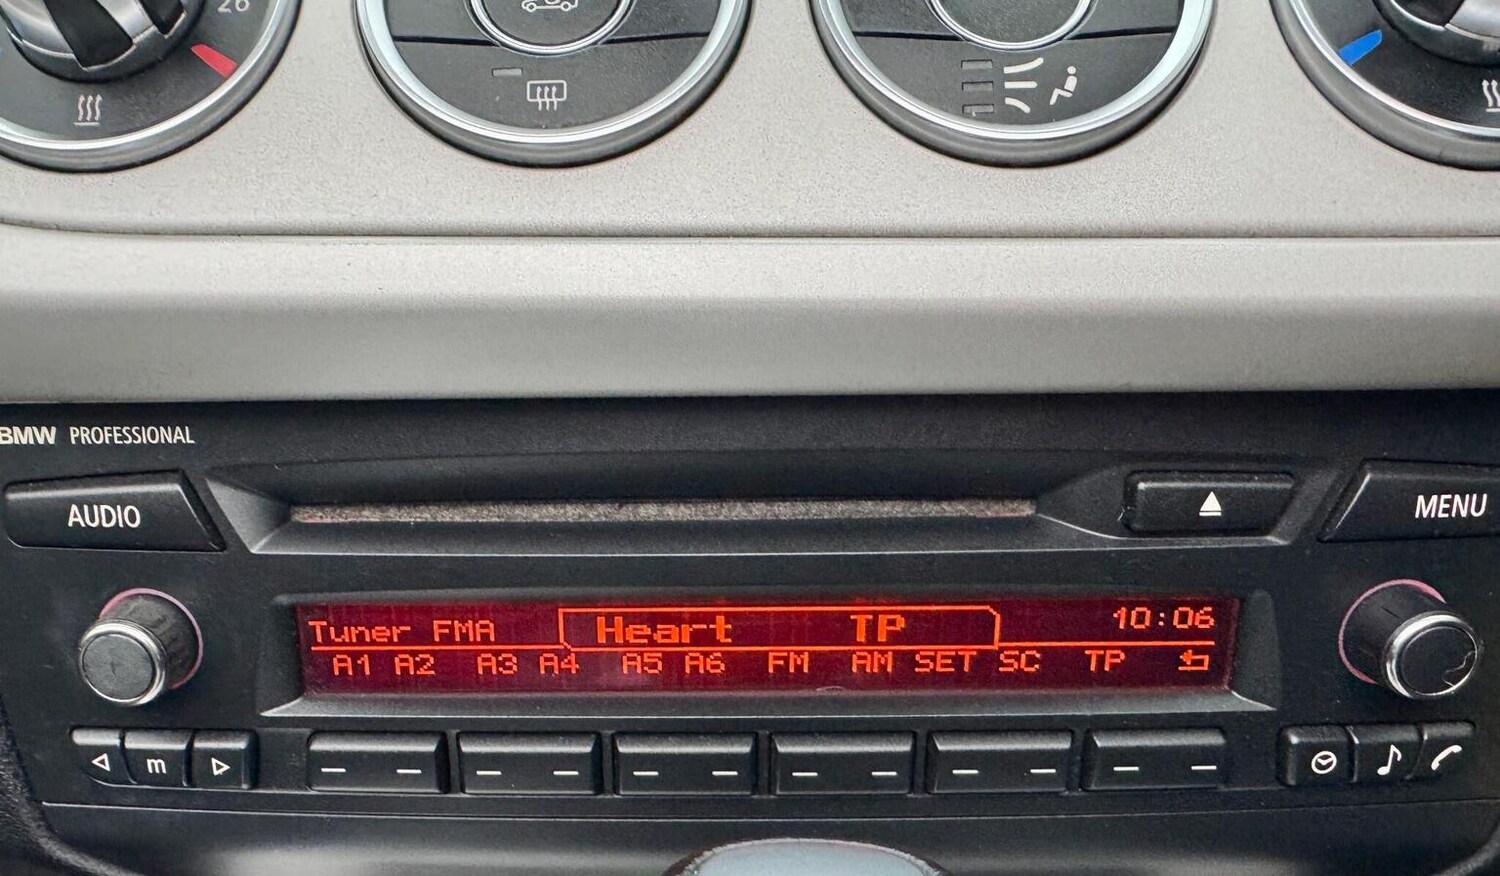 26
BMW PROFESSIONAL
AUDIO
MENU
Tuner FMA Heart TP 10:06
A1 A2 A3 A4 A5 A6 FM AM SET SC TP
m